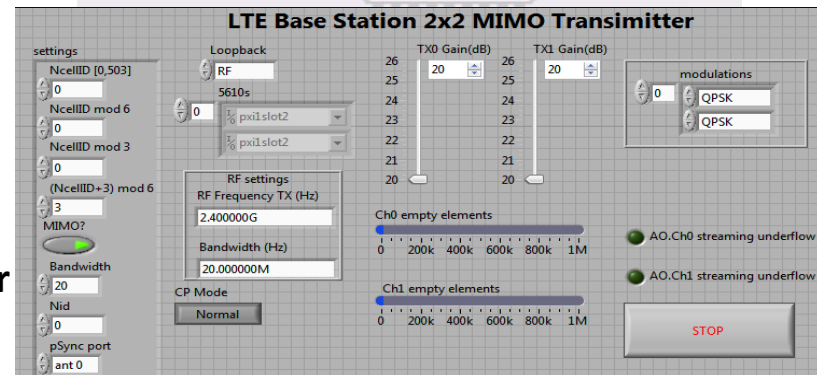 LTE Base Station 2x2 MIMO Transimitter
settings
NcellID [0,503]
0
NcellID mod 6
0
NcellID mod 3
0
(NcellID+3) mod 6
3
MIMO?
Bandwidth
20
Nid
0
pSync port
ant 0
r
Loopback
RF
5610s
0
pxi1slot2
pxi1slot2
RF settings
RF Frequency TX (Hz)
2.400000G
Bandwidth (Hz)
20.000000M
CP Mode
Normal
TX0 Gain(dB)
20
26
25
24
23
22
21
20
TX1 Gain(dB)
20
26
25
24
23
22
21
20
Ch0 empty elements
0 200k 400k 600k 800k 1M
Ch1 empty elements
0 200k 400k 600k 800k 1M
modulations
0
QPSK
QPSK
AO.Ch0 streaming underflow
AO.Ch1 streaming underflow
STOP